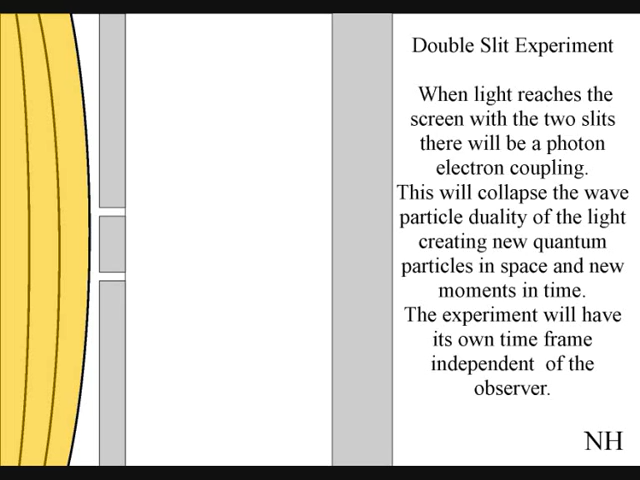 Double Slit Experiment
When light reaches the
screen with the two slits
there will be a photon
electron coupling.
This will collapse the wave
particle duality of the light
creating new quantum
particles in space and new
moments in time.
The experiment will have
its own time frame
independent  of the
observer.
NH